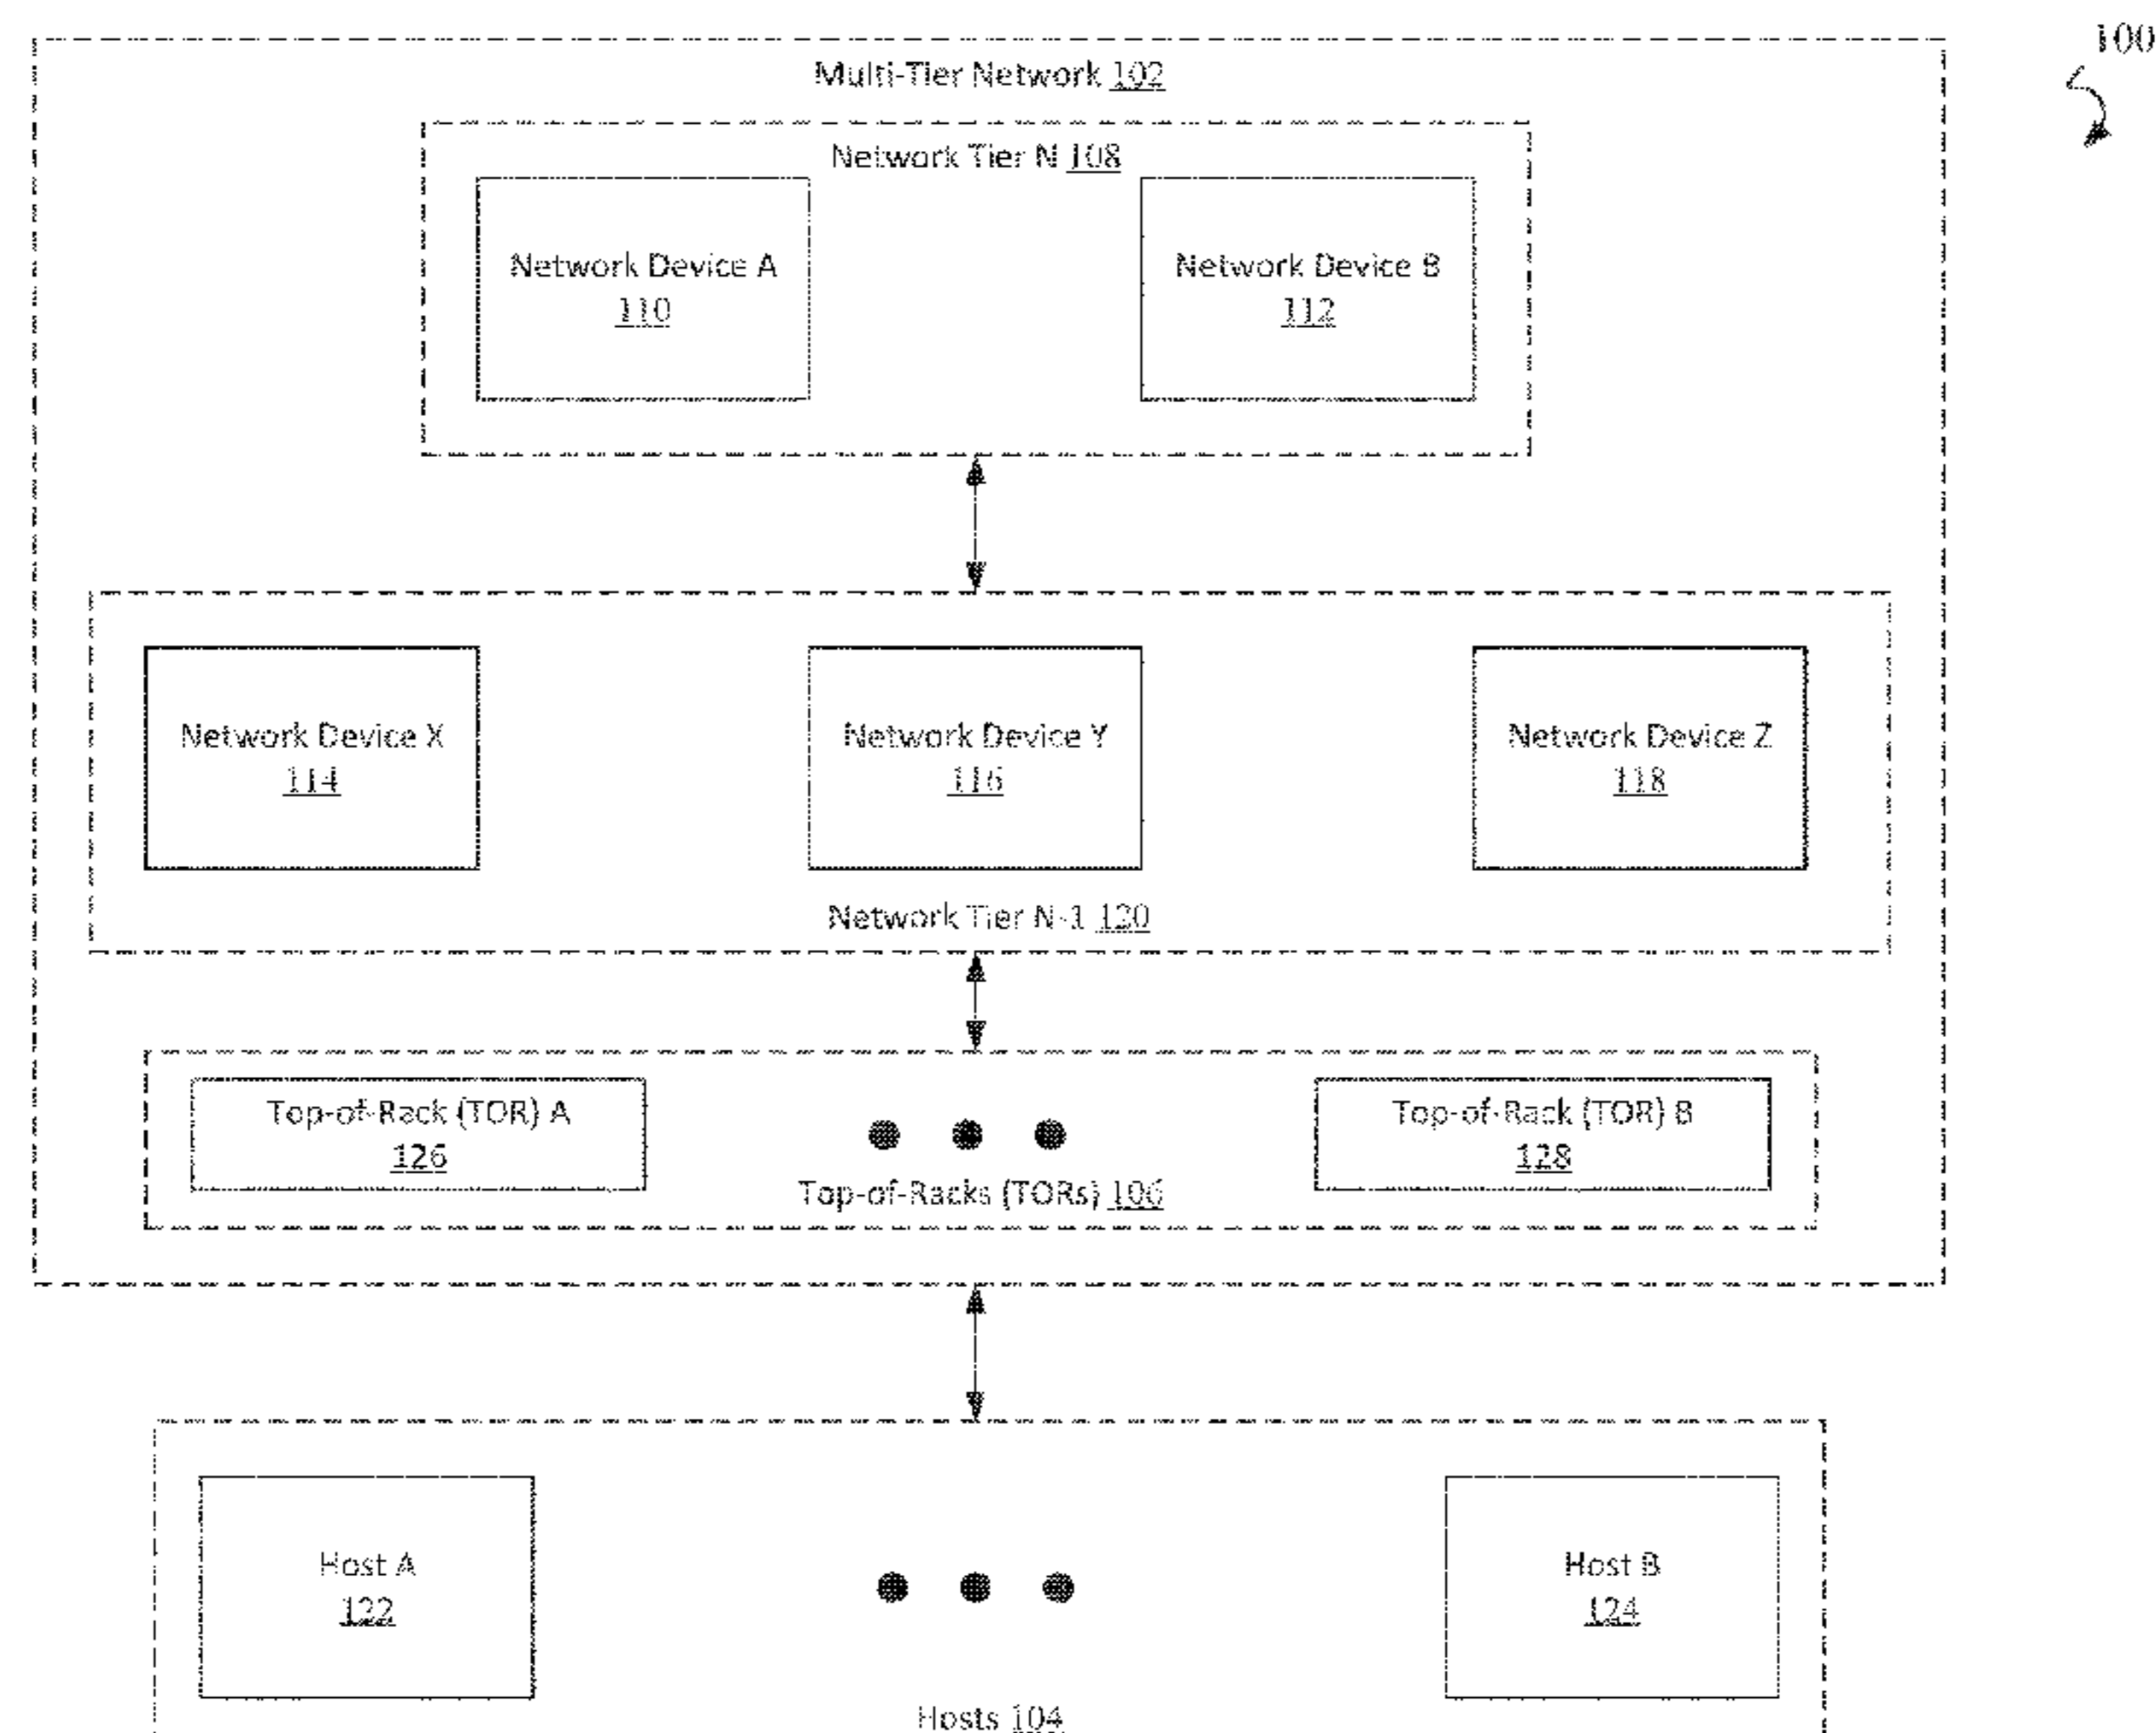 100
Multi-Tier Network 102
Network Tier N 108
Network Device A
110
Network Device B
112
Network Device X
114
Network Device Y
116
Network Device Z
118
Network Tier N-1 120
Top-of-Rack (TOR) A
126
Top-of-Rack (TOR) B
128
Top-of-Racks (TORs) 106
Host A
122
Host B
124
Hosts 104